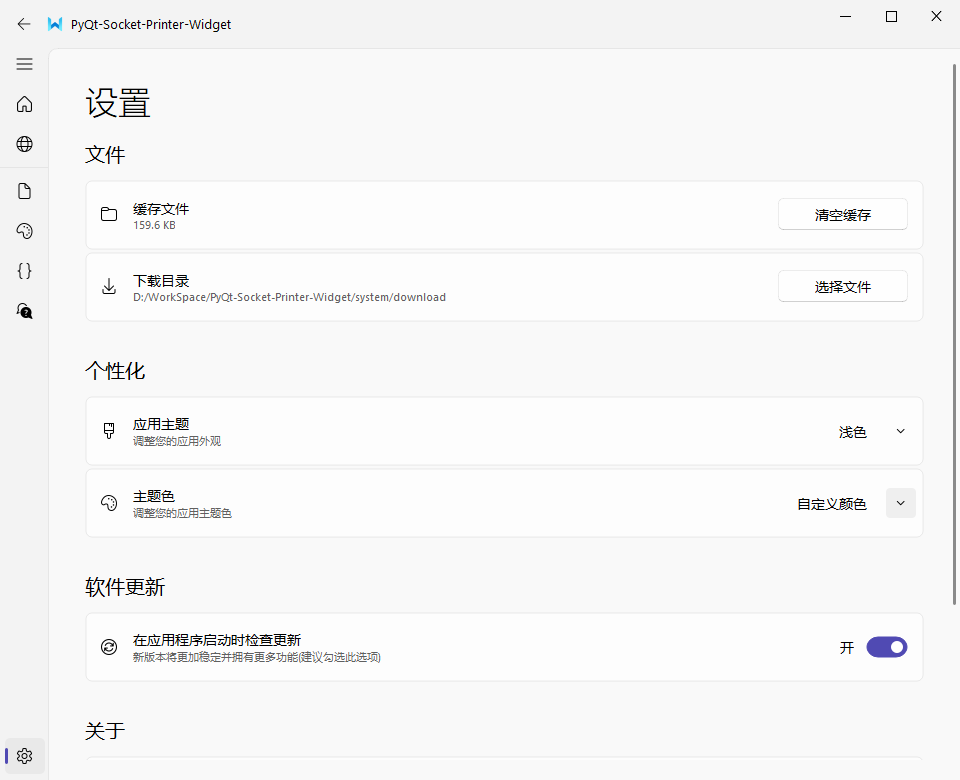 PyQt-Socket-Printer-Widget
设置
文件
缓存文件
159.6 KB
清空缓存
下载目录
D:/WorkSpace/PyQt-Socket-Printer-Widget/system/download
选择文件
个性化
应用主题
调整您的应用外观
浅色
主题色
调整您的应用主题色
自定义颜色
软件更新
在应用程序启动时检查更新
新版本将更加稳定并拥有更多功能(建议勾选此选项)
开
关于